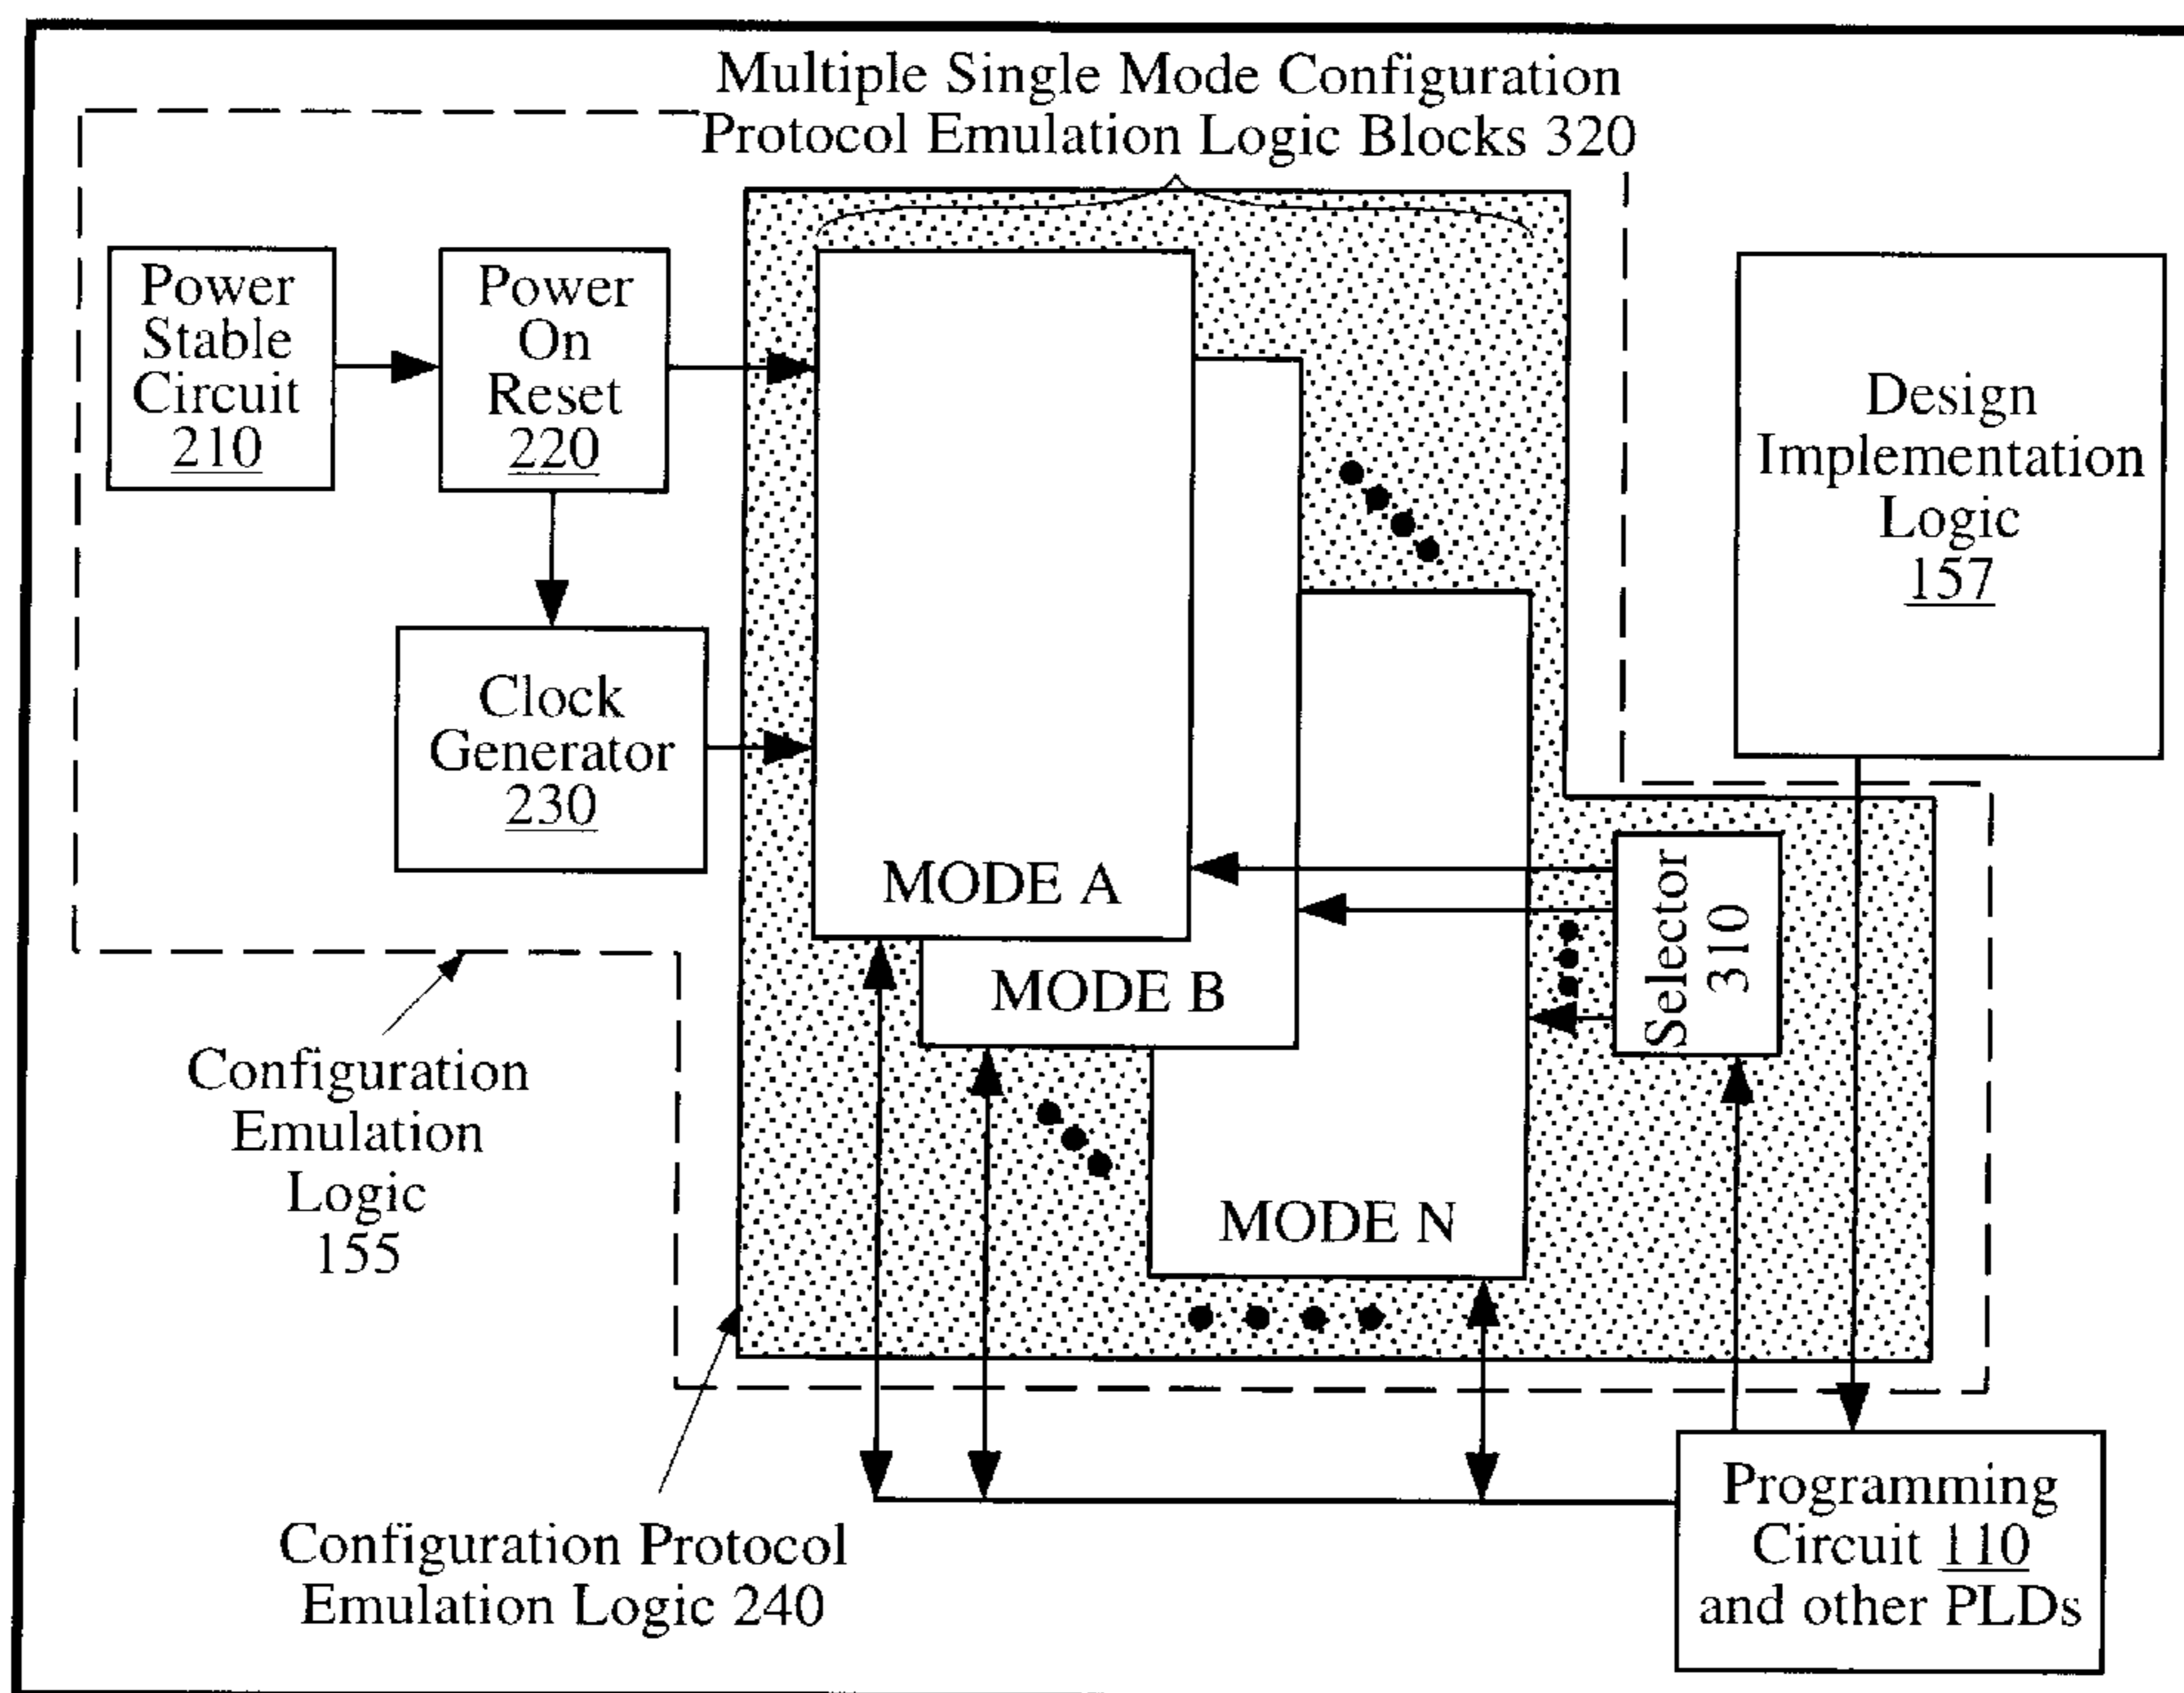 Multiple Single Mode Configuration
Protocol Emulation Logic Blocks 320
Power
Stable
Circuit
210
Power
On
Reset
220
Clock
Generator
230
Design
Implementation
Logic
157
MODE A
MODE B
MODE N
Selector
310
Configuration
Emulation
Logic
155
Configuration Protocol
Emulation Logic 240
Programming
Circuit 110
and other PLDs